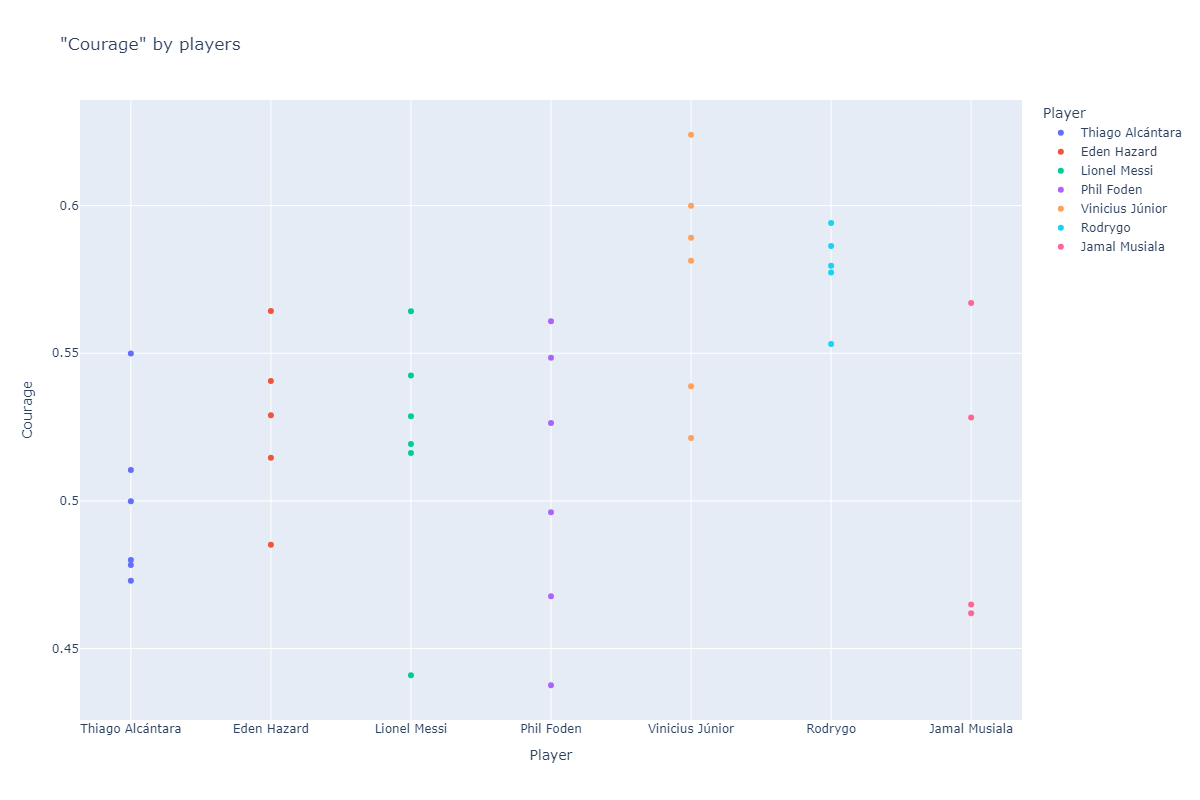 "Courage" by players
Player
Thiago Alcántara
Eden Hazard
Lionel Messi
Phil Foden
Vinicius Júnior
Rodrygo
Jamal Musiala
Courage
0.6
0.55
0.5
0.45
Thiago Alcántara
Eden Hazard
Lionel Messi
Phil Foden
Vinicius Júnior
Rodrygo
Jamal Musiala
Player